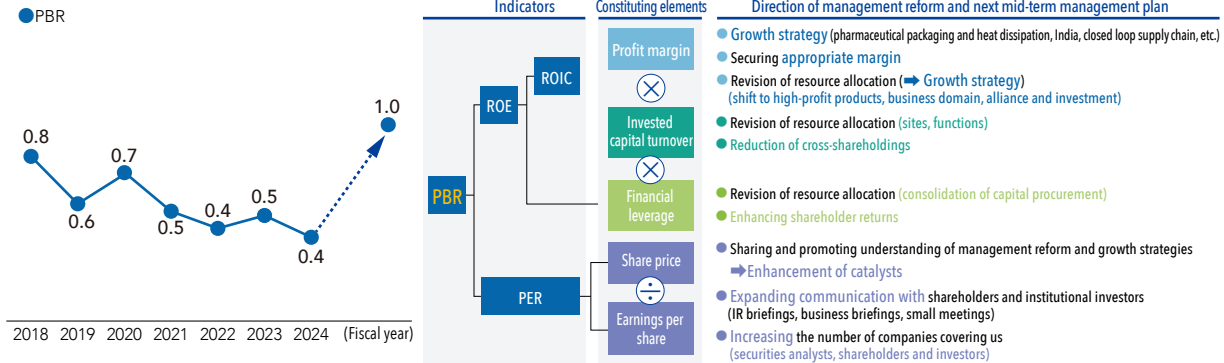 PBR
0.8
0.6
0.7
0.5
0.4
0.5
0.4
1.0
2018 2019 2020 2021 2022 2023 2024 (Fiscal year)
Indicators
PBR
ROE
ROIC
PER
Constituting elements
Profit margin
×
Invested
capital turnover
×
Financial
leverage
Share price
÷
Earnings per
share
Direction of management reform and next mid-term management plan
● Growth strategy (pharmaceutical packaging and heat dissipation, India, closed loop supply chain, etc.)
● Securing appropriate margin
● Revision of resource allocation (➡ Growth strategy)
(shift to high-profit products, business domain, alliance and investment)
● Revision of resource allocation (sites, functions)
● Reduction of cross-shareholdings
● Revision of resource allocation (consolidation of capital procurement)
● Enhancing shareholder returns
● Sharing and promoting understanding of management reform and growth strategies
➡Enhancement of catalysts
● Expanding communication with shareholders and institutional investors
(IR briefings, business briefings, small meetings)
● Increasing the number of companies covering us
(securities analysts, shareholders and investors)